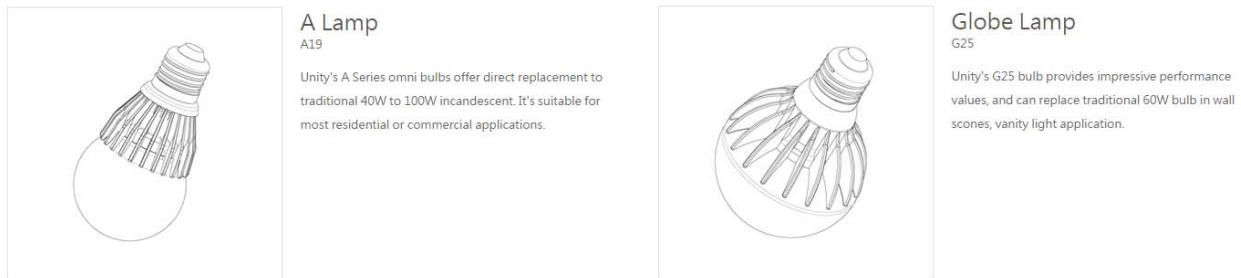 A Lamp
A19
Unity's A Series omni bulbs offer direct replacement to
traditional 40W to 100W incandescent. It's suitable for
most residential or commercial applications.
Globe Lamp
G25
Unity's G25 bulb provides impressive performance
values, and can replace traditional 60W bulb in wall
scones, vanity light application.